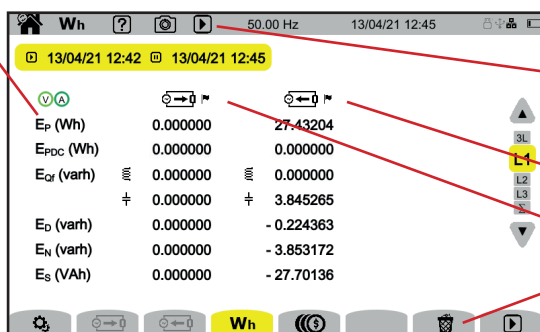 Wh ? 50.00 Hz 13/04/21 12:45
13/04/21 12:42 13/04/21 12:45
V A
EP (Wh) 0.000000 27.43204
EPDC (Wh) 0.000000 0.000000
EQf (varh) 0.000000 0.000000
0.000000 3.845265
ED (varh) 0.000000 - 0.224363
EN (varh) 0.000000 - 3.853172
ES (VAh) 0.000000 - 27.70136
3L
L1
L2
L3
Σ
Wh $